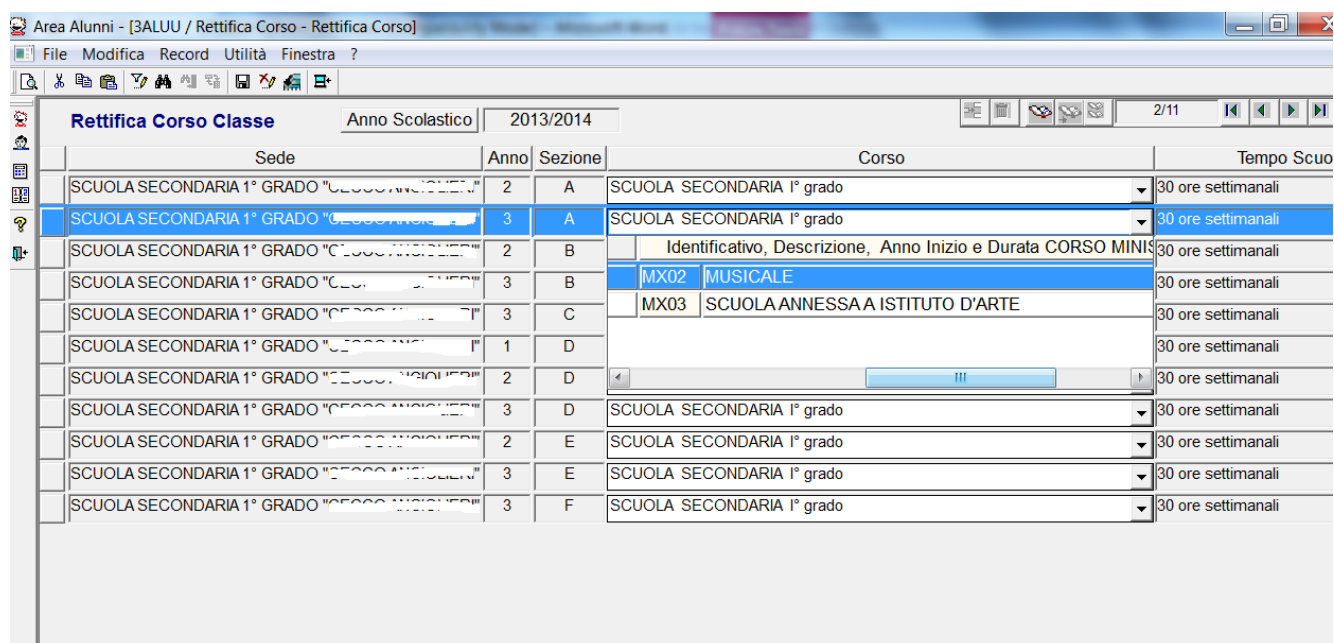 Area Alunni - [3ALUU / Rettifica Corso - Rettifica Corso]
File Modifica Record Utilità Finestra ?
Rettifica Corso Classe Anno Scolastico 2013/2014 2/11
Sede Anno Sezione Corso Tempo Scuo
SCUOLA SECONDARIA 1° GRADO " 2 A SCUOLA SECONDARIA I° grado 30 ore settimanali
SCUOLA SECONDARIA 1° GRADO " 3 A SCUOLA SECONDARIA I° grado 30 ore settimanali
SCUOLA SECONDARIA 1° GRADO " 2 B Identificativo, Descrizione, Anno Inizio e Durata CORSO MINIS 30 ore settimanali
SCUOLA SECONDARIA 1° GRADO " 3 B MX02 MUSICALE 30 ore settimanali
SCUOLA SECONDARIA 1° GRADO " 3 C MX03 SCUOLA ANNESSA A ISTITUTO D'ARTE 30 ore settimanali
SCUOLA SECONDARIA 1° GRADO " 1 D 30 ore settimanali
SCUOLA SECONDARIA 1° GRADO " 2 D 30 ore settimanali
SCUOLA SECONDARIA 1° GRADO " 3 D SCUOLA SECONDARIA I° grado 30 ore settimanali
SCUOLA SECONDARIA 1° GRADO " 2 E SCUOLA SECONDARIA I° grado 30 ore settimanali
SCUOLA SECONDARIA 1° GRADO " 3 E SCUOLA SECONDARIA I° grado 30 ore settimanali
SCUOLA SECONDARIA 1° GRADO " 3 F SCUOLA SECONDARIA I° grado 30 ore settimanali